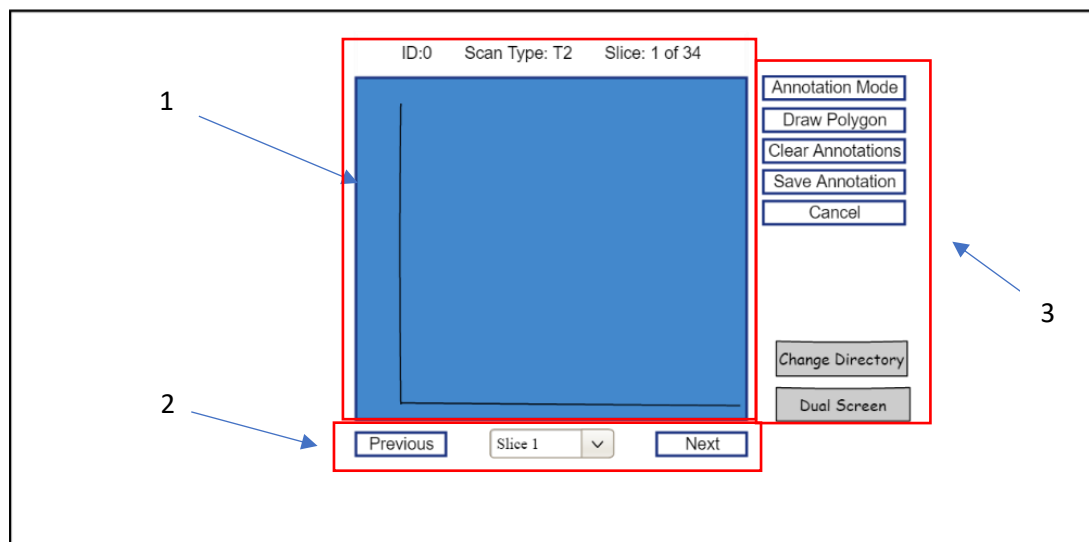 ID:0 Scan Type: T2 Slice: 1 of 34
1
Annotation Mode
Draw Polygon
Clear Annotations
Save Annotation
Cancel
3
Change Directory
Dual Screen
2
Previous Slice 1 Next